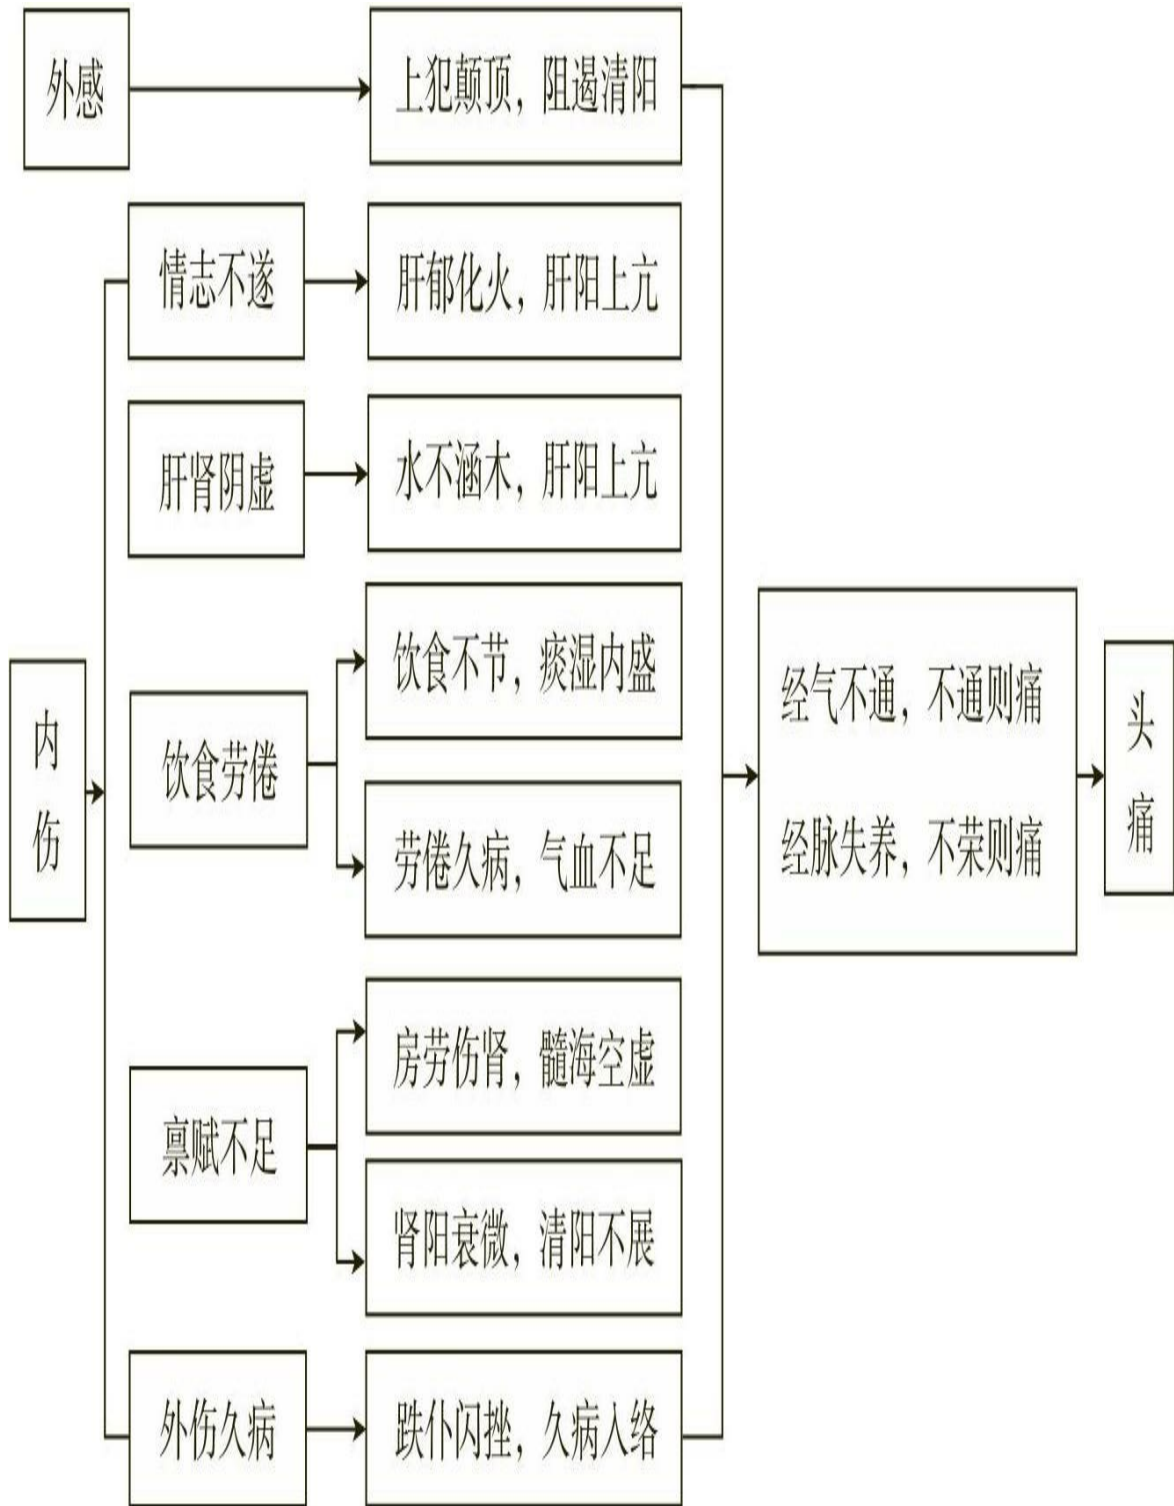 外感
上犯颠顶，阻遏清阳
情志不遂
肝郁化火，肝阳上亢
肝肾阴虚
水不涵木，肝阳上亢
内
伤
饮食劳倦
饮食不节，痰湿内盛
劳倦久病，气血不足
禀赋不足
房劳伤肾，髓海空虚
肾阳衰微，清阳不展
外伤久病
跌仆闪挫，久病入络
经气不通，不通则痛
经脉失养，不荣则痛
头
痛